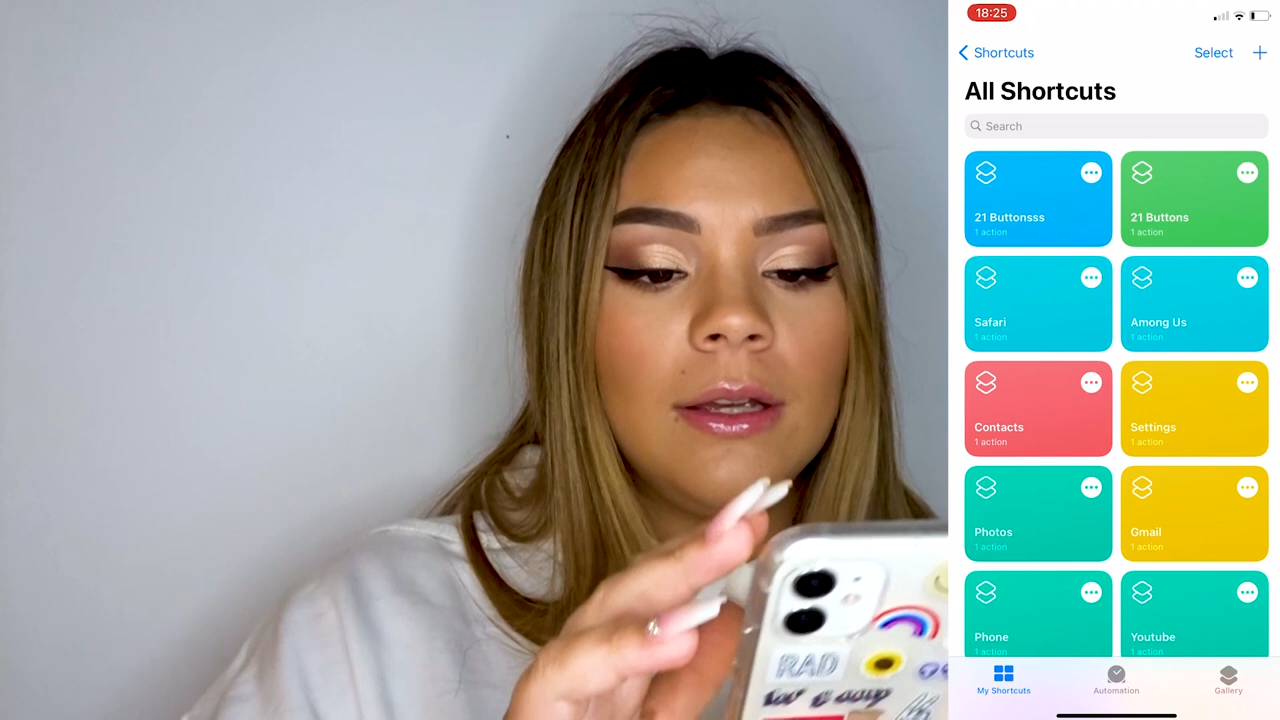 18:25
Shortcuts
Select
All Shortcuts
Search
21 Buttonsss
1 action
21 Buttons
1 action
Safari
1 action
Among Us
1 action
Contacts
1 action
Settings
1 action
Photos
1 action
Gmail
1 action
Phone
1 action
Youtube
1 action
My Shortcuts
Automation
Gallery
RAD